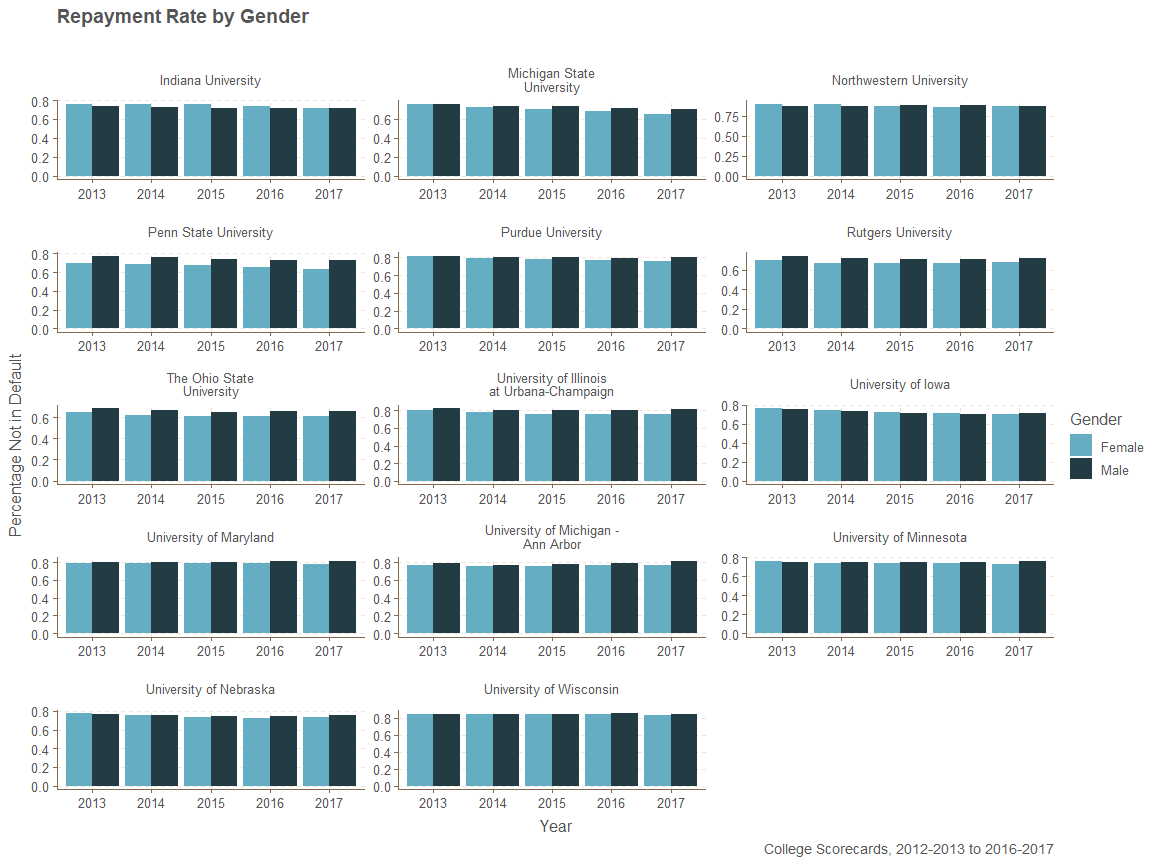 Repayment Rate by Gender
Indiana University
Michigan State
University
Northwestern University
0.8
0.6
0.4
0.2
0.0
2013 2014 2015 2016 2017
0.6
0.4
0.2
0.0
2013 2014 2015 2016 2017
0.75
0.50
0.25
0.00
2013 2014 2015 2016 2017
Penn State University
Purdue University
Rutgers University
0.8
0.6
0.4
0.2
0.0
2013 2014 2015 2016 2017
0.8
0.6
0.4
0.2
0.0
2013 2014 2015 2016 2017
0.6
0.4
0.2
0.0
2013 2014 2015 2016 2017
Percentage Not in Default
The Ohio State
University
University of Illinois
at Urbana-Champaign
University of Iowa
0.6
0.4
0.2
0.0
2013 2014 2015 2016 2017
0.8
0.6
0.4
0.2
0.0
2013 2014 2015 2016 2017
0.8
0.6
0.4
0.2
0.0
2013 2014 2015 2016 2017
Gender
Female
Male
University of Maryland
University of Michigan -
Ann Arbor
University of Minnesota
0.8
0.6
0.4
0.2
0.0
2013 2014 2015 2016 2017
0.8
0.6
0.4
0.2
0.0
2013 2014 2015 2016 2017
0.8
0.6
0.4
0.2
0.0
2013 2014 2015 2016 2017
University of Nebraska
University of Wisconsin
0.8
0.6
0.4
0.2
0.0
2013 2014 2015 2016 2017
0.8
0.6
0.4
0.2
0.0
2013 2014 2015 2016 2017
Year
College Scorecards, 2012-2013 to 2016-2017